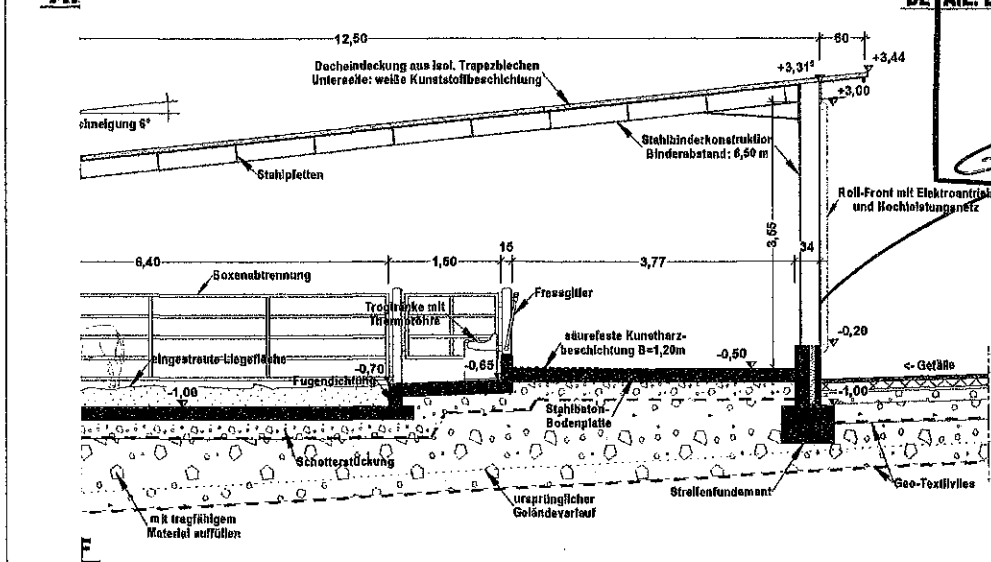 12,50
60
+3,44
+3,31⁵
Dacheindeckung aus isol. Trapezblechen
Unterseite: weiße Kunststoffbeschichtung
+3,00
chneigung 6°
Stahlbinderkonstruktion
Binderabstand: 6,50 m
Stahlpfetten
Roll-Front mit Elektroantrieb
und Hochleistungsnetz
3,55
6,40
1,60
15
3,77
34
Boxenabtrennung
Fressgitter
Trogtränke mit
Thermoröhre
säurefeste Kunstharz-
beschichtung B=1,20m
-0,20
eingestreute Liegefläche
-0,70
-0,65
-0,50
<- Gefälle
Fugendichtung
-1,00
-1,00
Stahlbeton-
Bodenplatte
Schotterstückung
Streifenfundament
Geo-Textilvlies
ursprünglicher
Geländeverlauf
mit tragfähigem
Material auffüllen